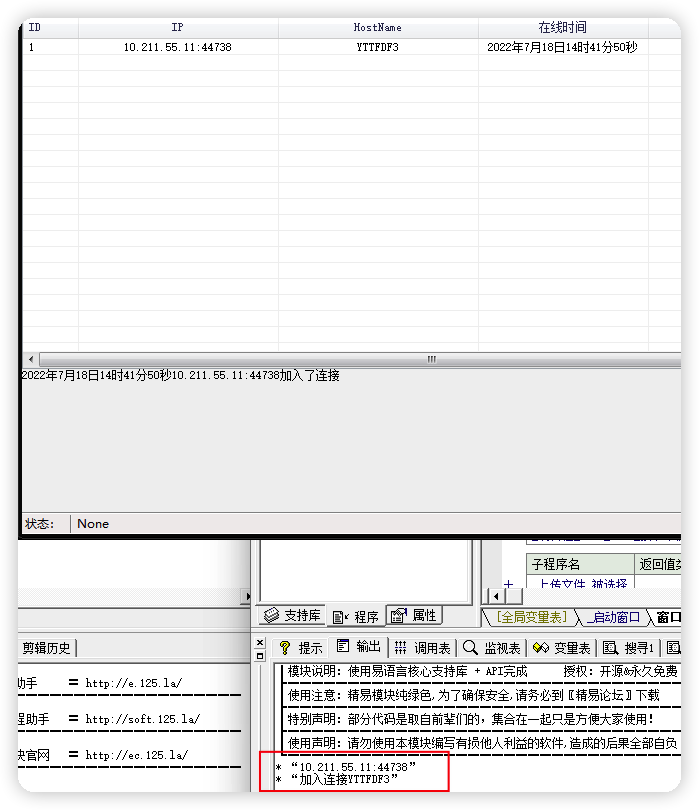 ID IP HostName 在线时间
1 10.211.55.11:44738 YTTFDF3 2022年7月18日14时41分50秒
2022年7月18日14时41分50秒10.211.55.11:44738加入了连接
状态: None
子程序名 返回值类
上传文件_被选择
支持库 程序 属性
[全局变量表] _启动窗口 窗口
剪辑历史
提示 输出 调用表 监视表 变量表 搜寻1
模块说明: 使用易语言核心支持库 + API完成 授权: 开源&永久免费
助手 = http://e.125.la/
使用注意: 精易模块纯绿色,为了确保安全,请务必到〖精易论坛〗下载
程助手 = http://soft.125.la/
特别声明: 部分代码是取自前辈们的, 集合在一起只是方便大家使用!
使用声明: 请勿使用本模块编写有损他人利益的软件,造成的后果全部自负
块官网 = http://ec.125.la/
* “10.211.55.11:44738”
* “加入连接YTTFDF3”